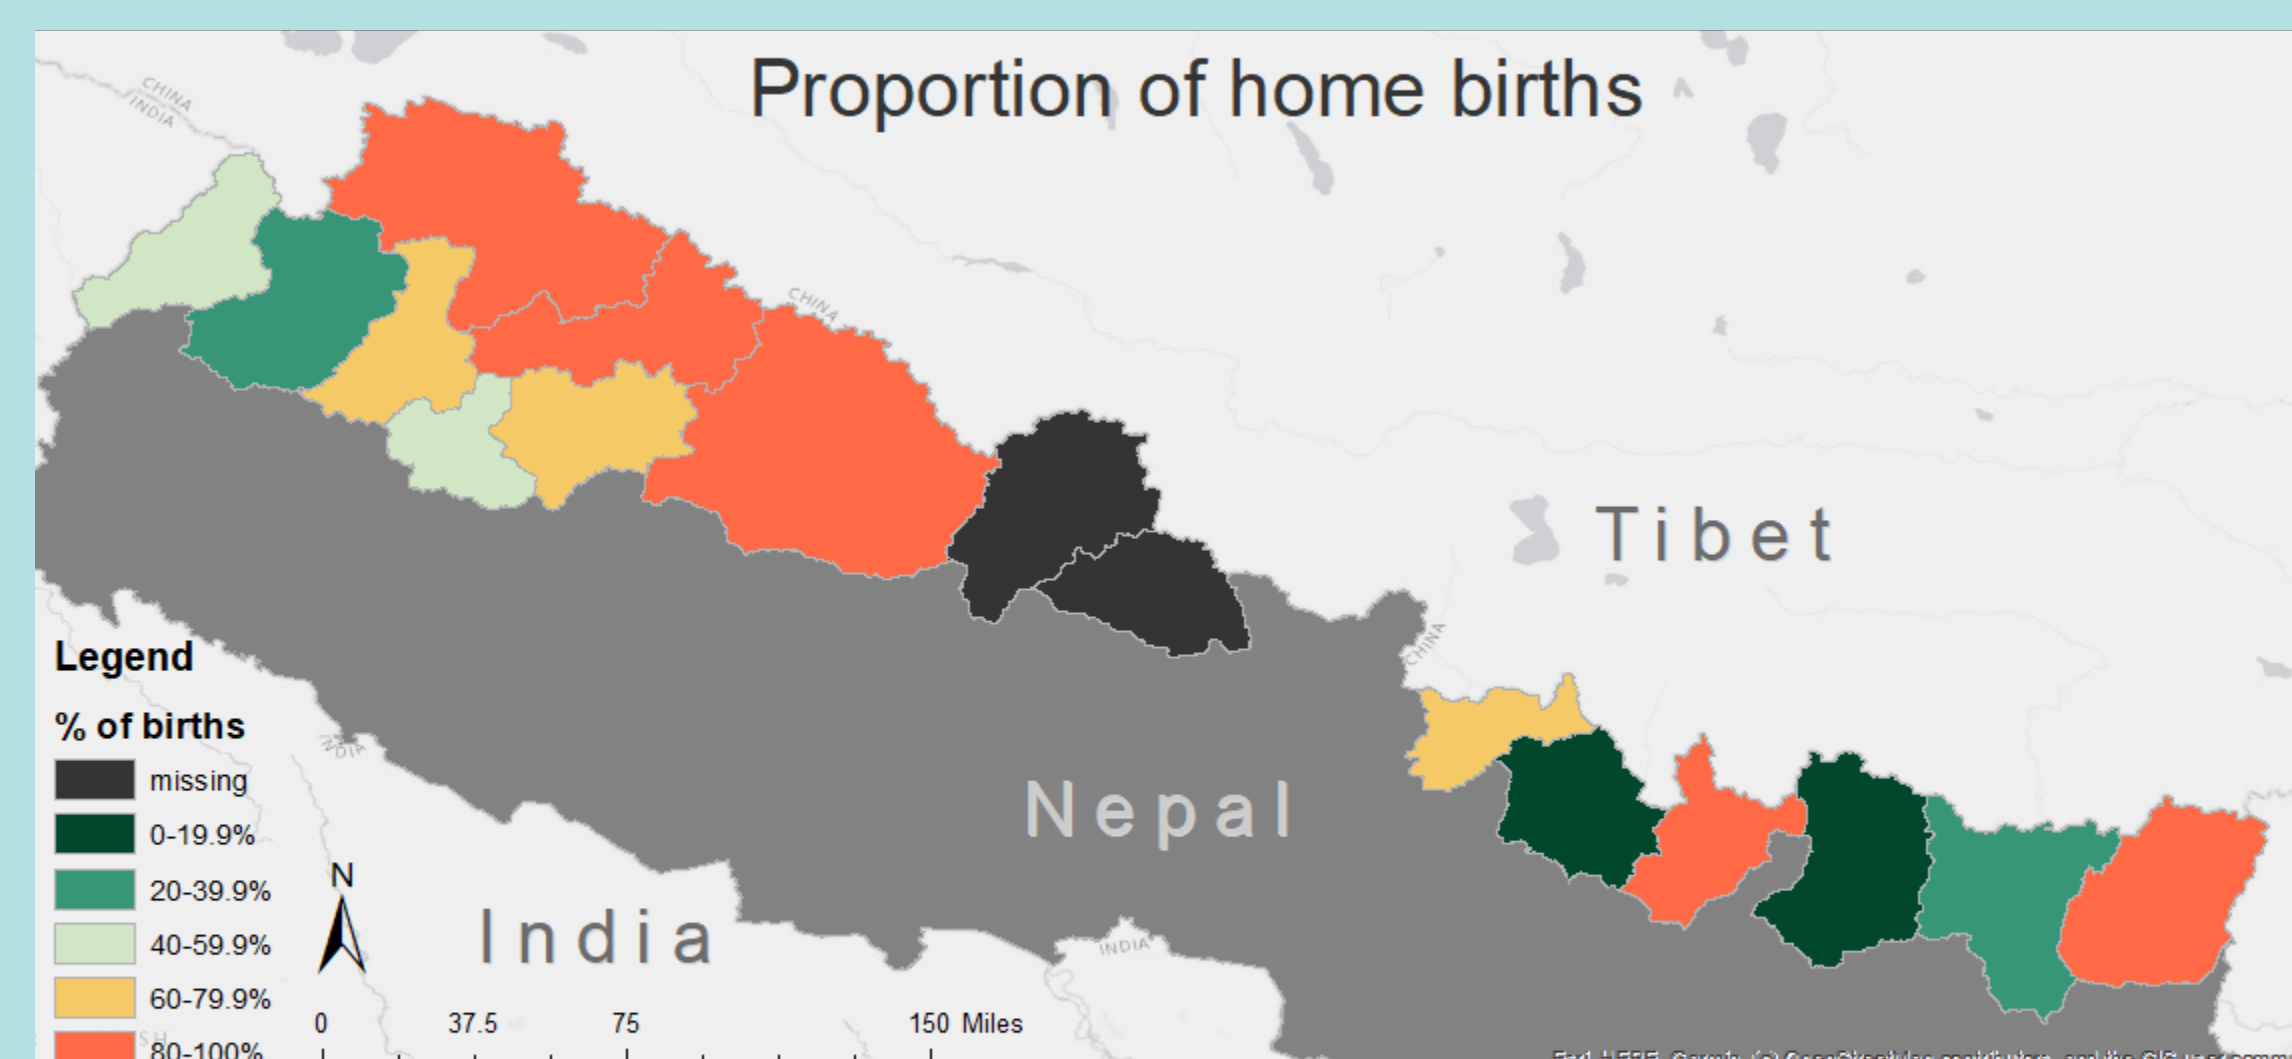 Proportion of home births
CHINA
INDIA
CHINA
Tibet
CHINA
Nepal
India
INDIA
Legend
% of births
missing
0-19.9%
20-39.9%
40-59.9%
60-79.9%
80-100%
N
0 37.5 75 150 Miles